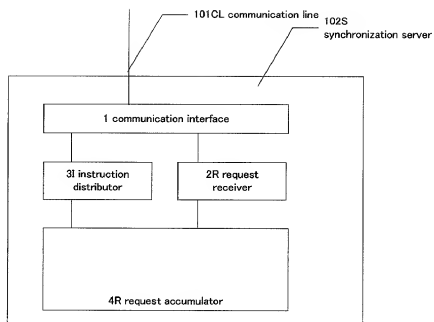 101CL communication line
102S
synchronization server
1 communication interface
3I instruction
distributor
2R request
receiver
4R request accumulator